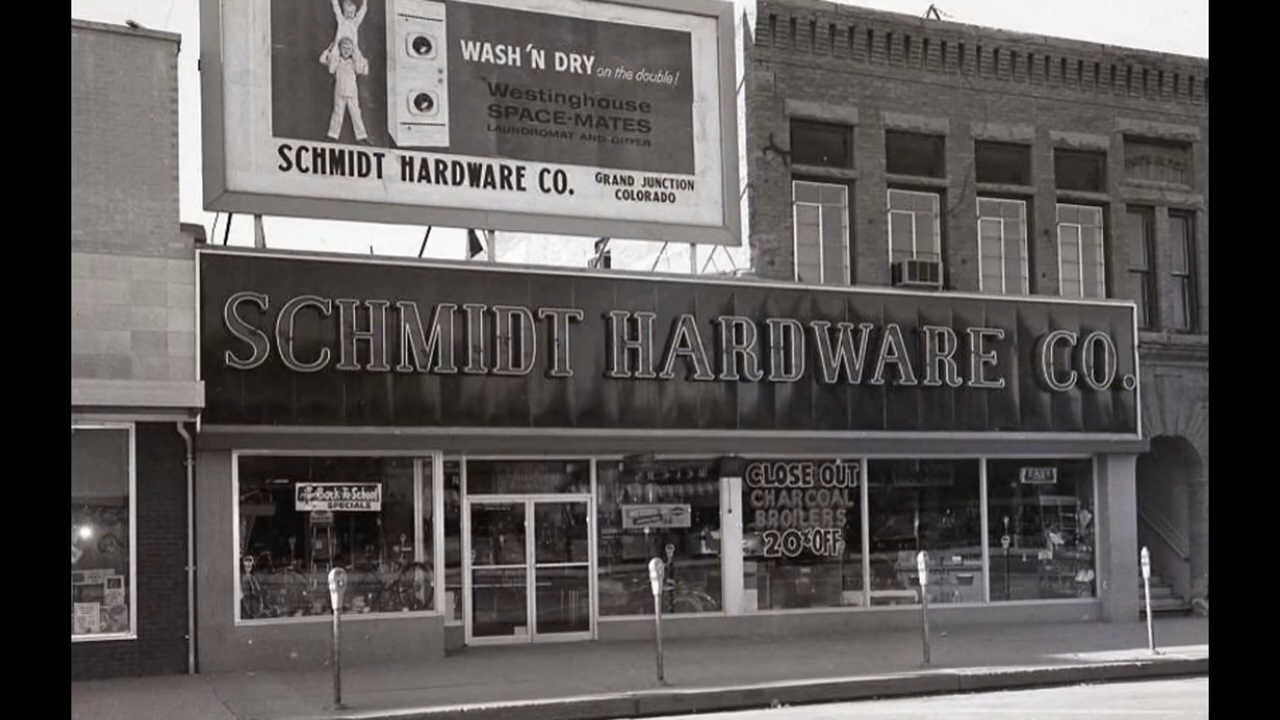 WASH 'N DRY on the double!
Westinghouse
SPACE-MATES
LAUNDROMAT AND DRYER
SCHMIDT HARDWARE CO.
GRAND JUNCTION
COLORADO
SCHMIDT HARDWARE CO.
Back-To-School
SPECIALS
CLOSE OUT
CHARCOAL
BROILERS
20% OFF